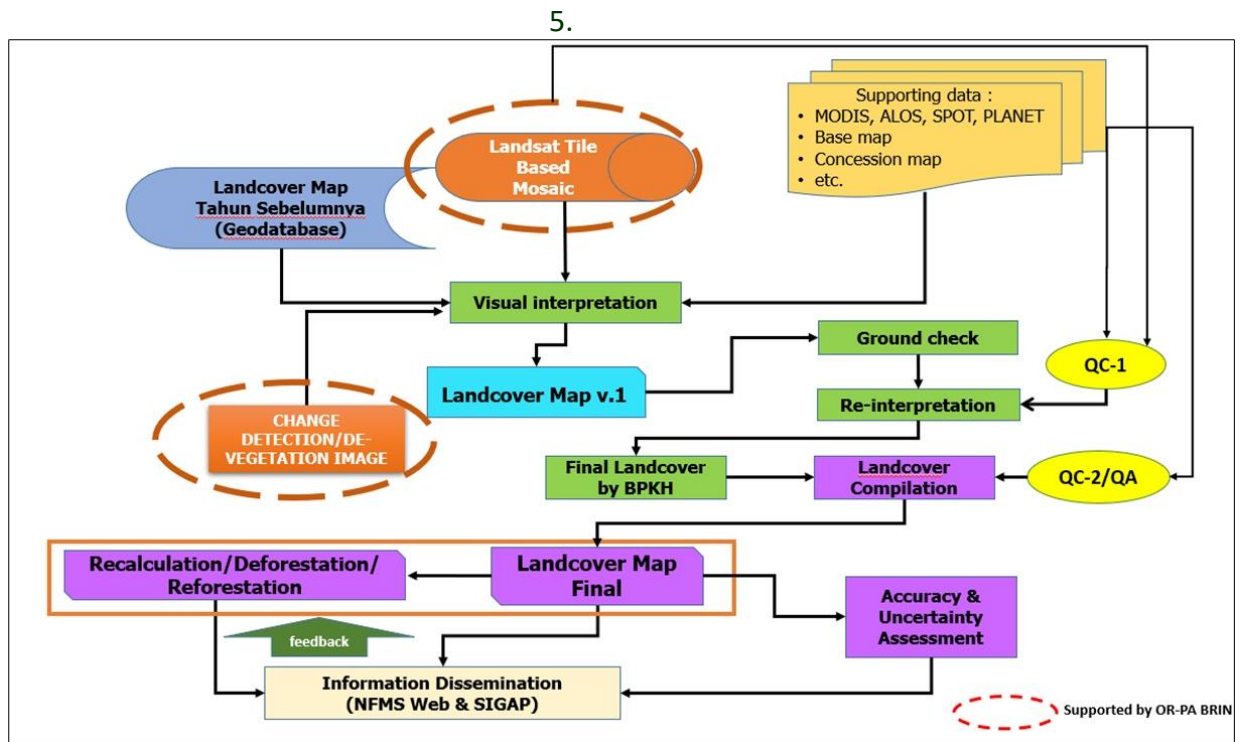 5.
Landsat Tile
Based
Mosaic
Supporting data :
• MODIS, ALOS, SPOT, PLANET
• Base map
• Concession map
• etc.
Landcover Map
Tahun Sebelumnya
(Geodatabase)
Visual interpretation
Ground check
QC-1
Landcover Map v.1
Re-interpretation
CHANGE
DETECTION/DE-
VEGETATION IMAGE
Final Landcover
by BPKH
Landcover
Compilation
QC-2/QA
Recalculation/Deforestation/
Reforestation
Landcover Map
Final
Accuracy &
Uncertainty
Assessment
feedback
Information Dissemination
(NFMS Web & SIGAP)
Supported by OR-PA BRIN